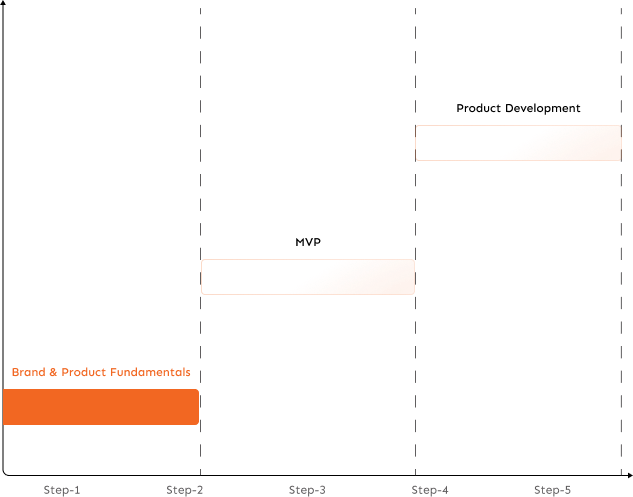 Product Development
MVP
Brand & Product Fundamentals
Step-1 Step-2 Step-3 Step-4 Step-5